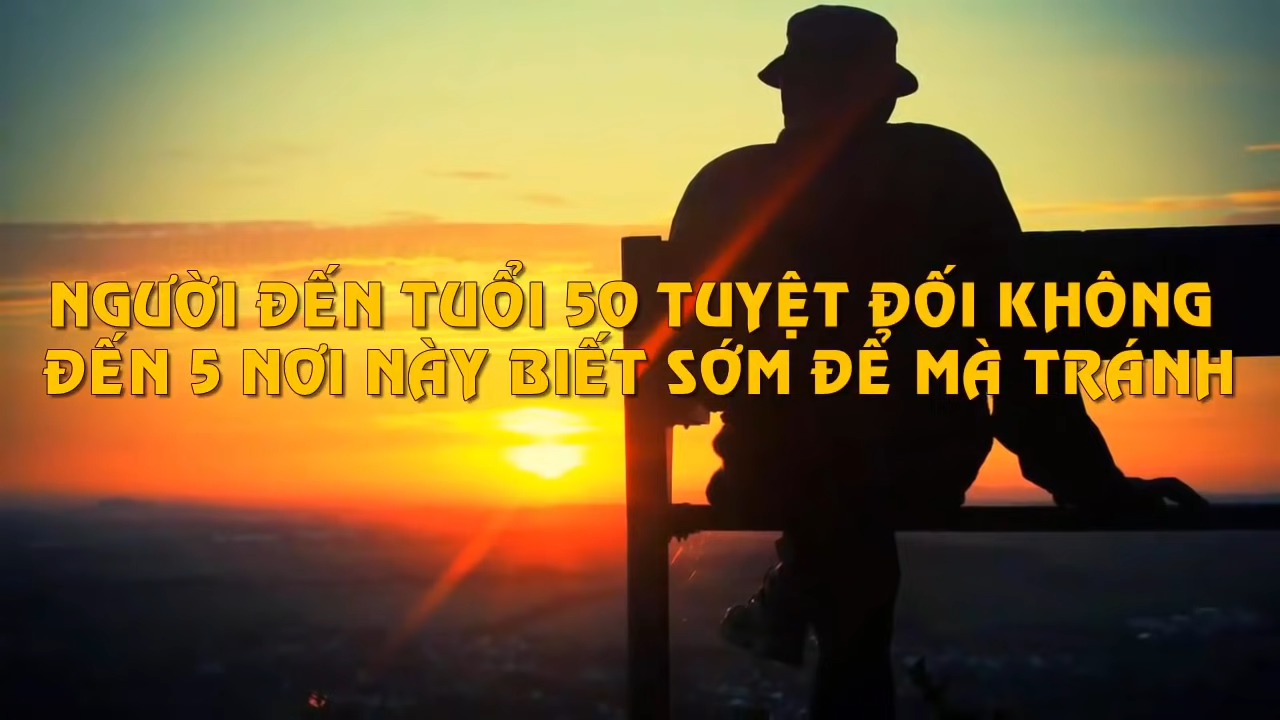 NGƯỜI ĐẾN TUỔI 50 TUYỆT ĐỐI KHÔNG
ĐẾN 5 NƠI NÀY BIẾT SỚM ĐỂ MÀ TRÁNH